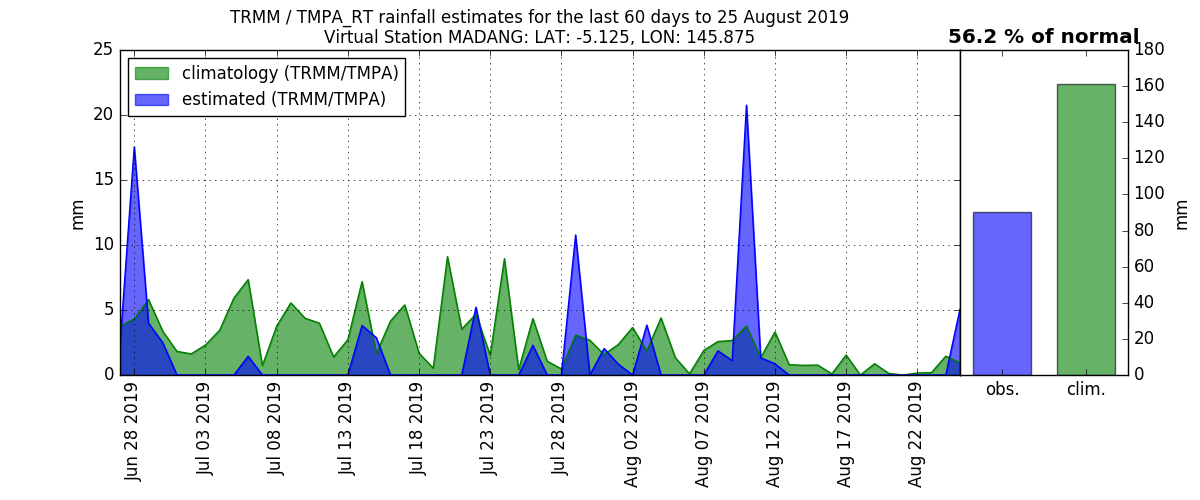 TRMM / TMPA_RT rainfall estimates for the last 60 days to 25 August 2019
Virtual Station MADANG: LAT: -5.125, LON: 145.875
56.2 % of normal
climatology (TRMM/TMPA)
estimated (TRMM/TMPA)
25
20
15
10
5
0
mm
Jun 28 2019
Jul 03 2019
Jul 08 2019
Jul 13 2019
Jul 18 2019
Jul 23 2019
Jul 28 2019
Aug 02 2019
Aug 07 2019
Aug 12 2019
Aug 17 2019
Aug 22 2019
180
160
140
120
100
80
60
40
20
0
mm
obs.
clim.